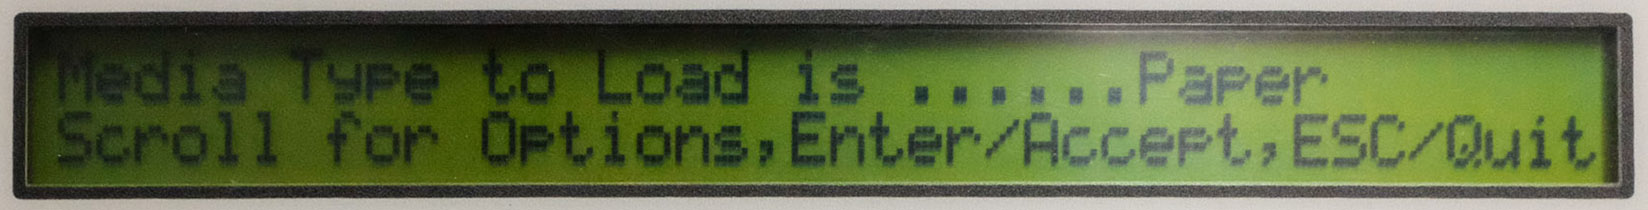 Media Type to Load is ......Paper
Scroll for Options,Enter/Accept,ESC/Quit